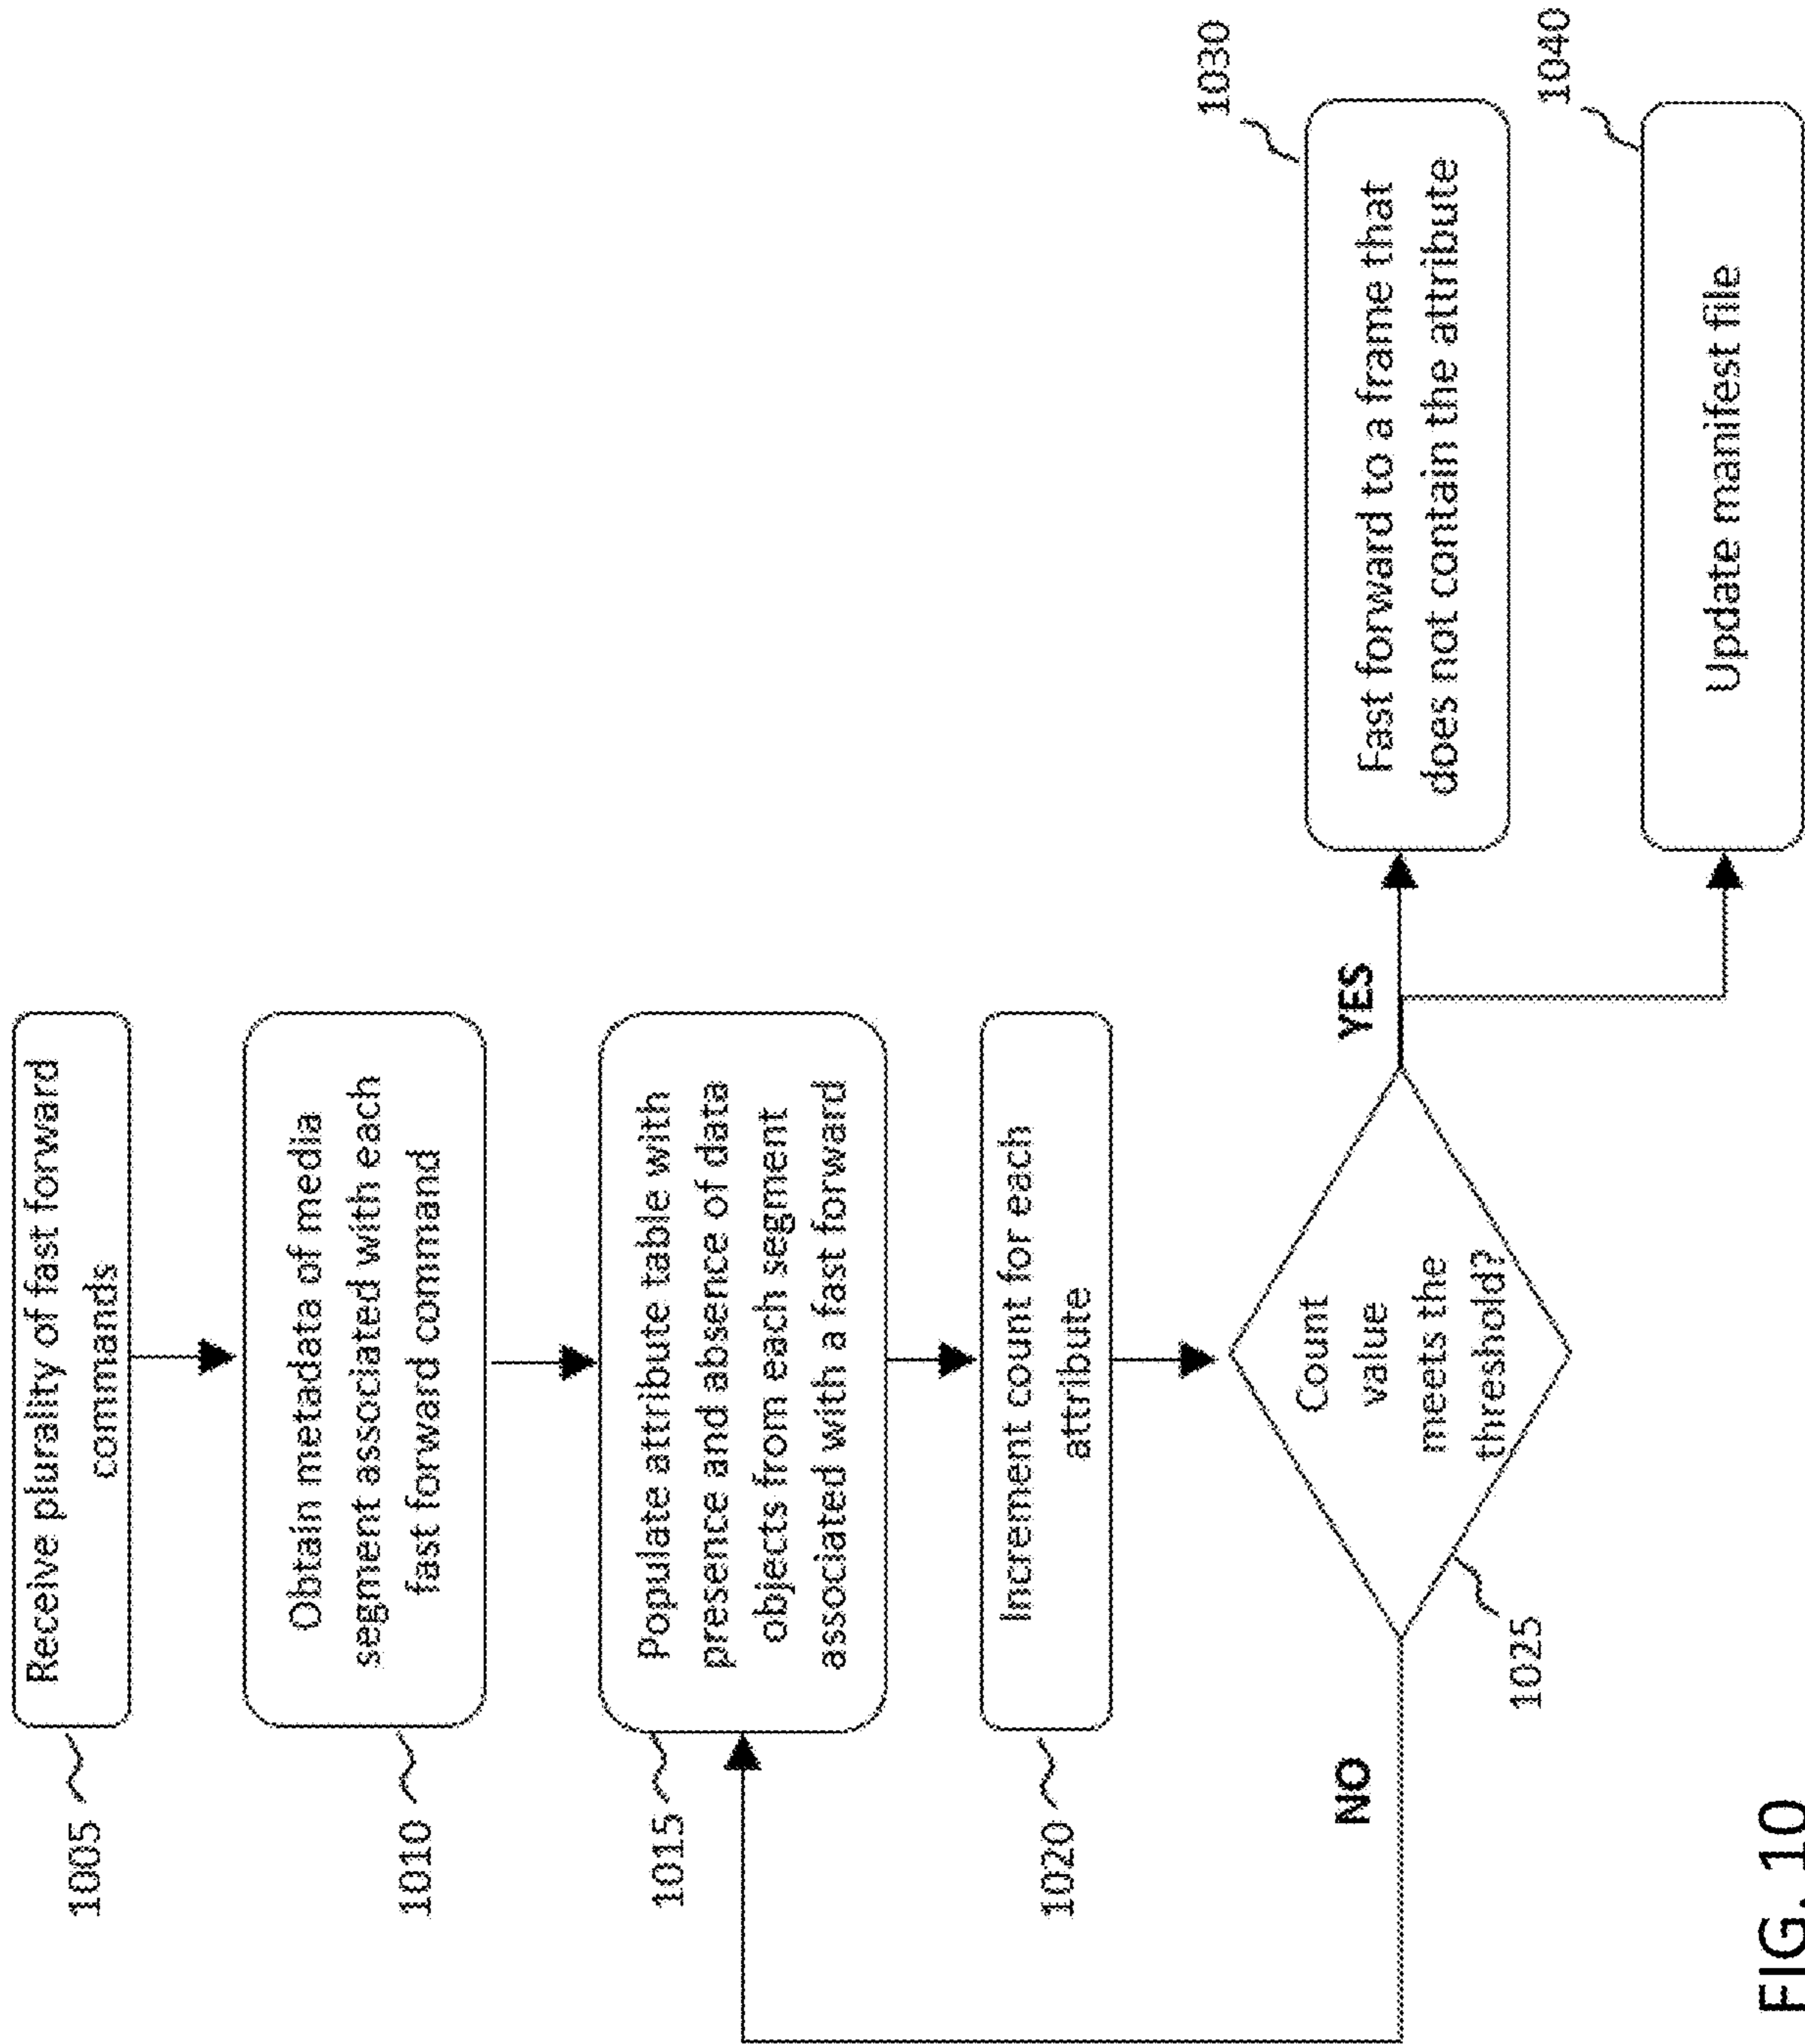 1005
Receive plurality of fast forward
commands
1010
Obtain metadata of media
segment associated with each
fast forward command
1015
Populate attribute table with
presence and absence of data
objects from each segment
associated with a fast forward
1020
Increment count for each
attribute
Count
value
meets the
threshold?
1025
NO
YES
1030
Fast forward to a frame that
does not contain the attribute
1040
Update manifest file
FIG. 10